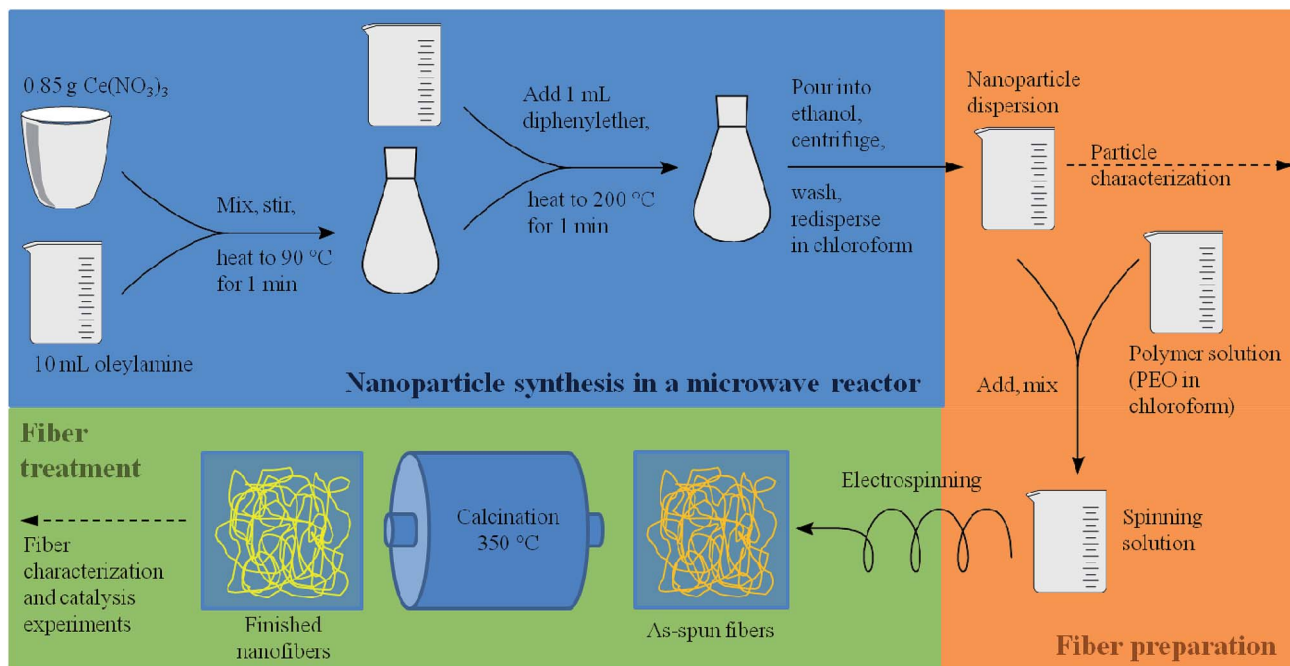 0.85 g Ce(NO₃)₃
10 mL oleylamine
Mix, stir,
heat to 90 °C
for 1 min
Add 1 mL
diphenylether,
heat to 200 °C
for 1 min
Pour into
ethanol,
centrifuge,
wash,
redisperse
in chloroform
Nanoparticle synthesis in a microwave reactor
Nanoparticle
dispersion
Particle
characterization
Polymer solution
(PEO in
chloroform)
Add, mix
Spinning
solution
Fiber preparation
Electrospinning
As-spun fibers
Calcination
350 °C
Finished
nanofibers
Fiber
treatment
Fiber
characterization
and catalysis
experiments